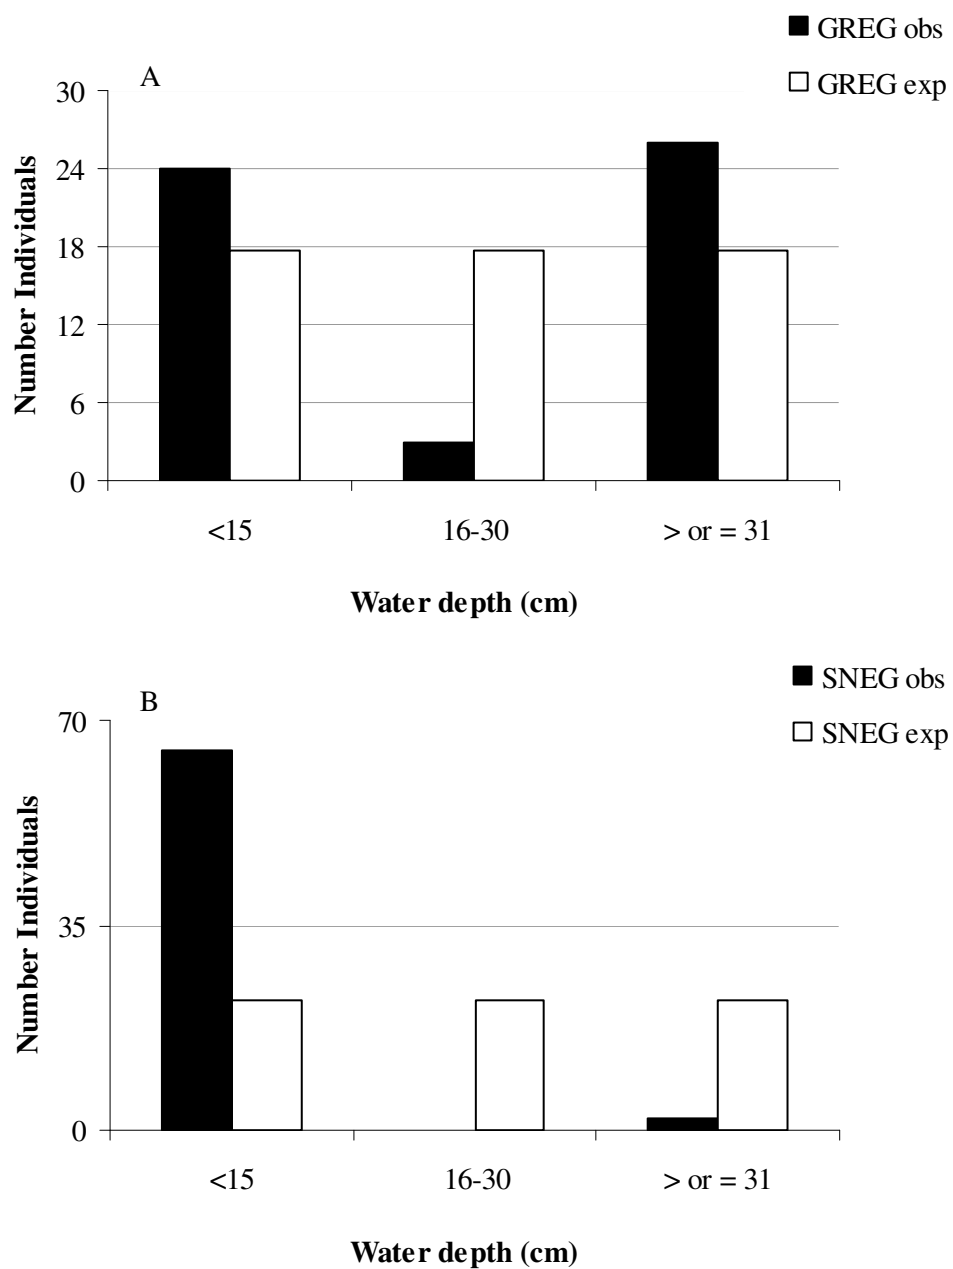 GREG obs
GREG exp
A
30
24
18
12
6
0
Number Individuals
<15 16-30 > or = 31
Water depth (cm)
SNEG obs
SNEG exp
B
70
35
0
Number Individuals
<15 16-30 > or = 31
Water depth (cm)